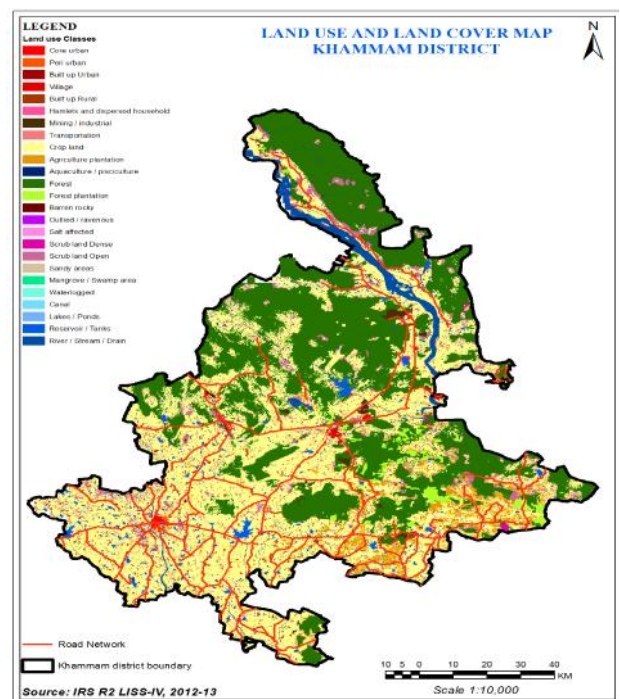 LEGEND
Land use Classes
Core urban
Peri urban
Built up Urban
Village
Built up Rural
Hamlets and dispersed household
Mining / industrial
Transportation
Crop land
Agriculture plantation
Aquaculture / pisciculture
Forest
Forest plantation
Barren rocky
Gullied / ravenous
Salt affected
Scrub land Dense
Scrub land Open
Sandy areas
Mangrove / Swamp area
Waterlogged
Canal
Lakes / Ponds
Reservoir / Tanks
River / Stream / Drain
LAND USE AND LAND COVER MAP
KHAMMAM DISTRICT
N
Road Network
Khammam district boundary
Source: IRS R2 LISS-IV, 2012-13
10 5 0 10 20 30 40
KM
Scale 1:10,000